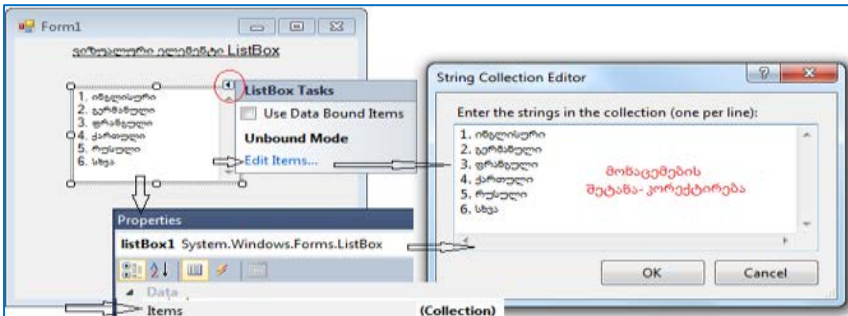 Form1
ვიზუალური ელემენტი ListBox
1. ინგლისური
2. გერმანული
3. ფრანგული
4. ქართული
5. რუსული
6. სხვა
ListBox Tasks
Use Data Bound Items
Unbound Mode
Edit Items...
Properties
listBox1 System.Windows.Forms.ListBox
Data
Items (Collection)
String Collection Editor
Enter the strings in the collection (one per line):
1. ინგლისური
2. გერმანული
3. ფრანგული
4. ქართული
5. რუსული
6. სხვა
მონაცემების
შეტანა-კორექტირება
OK Cancel